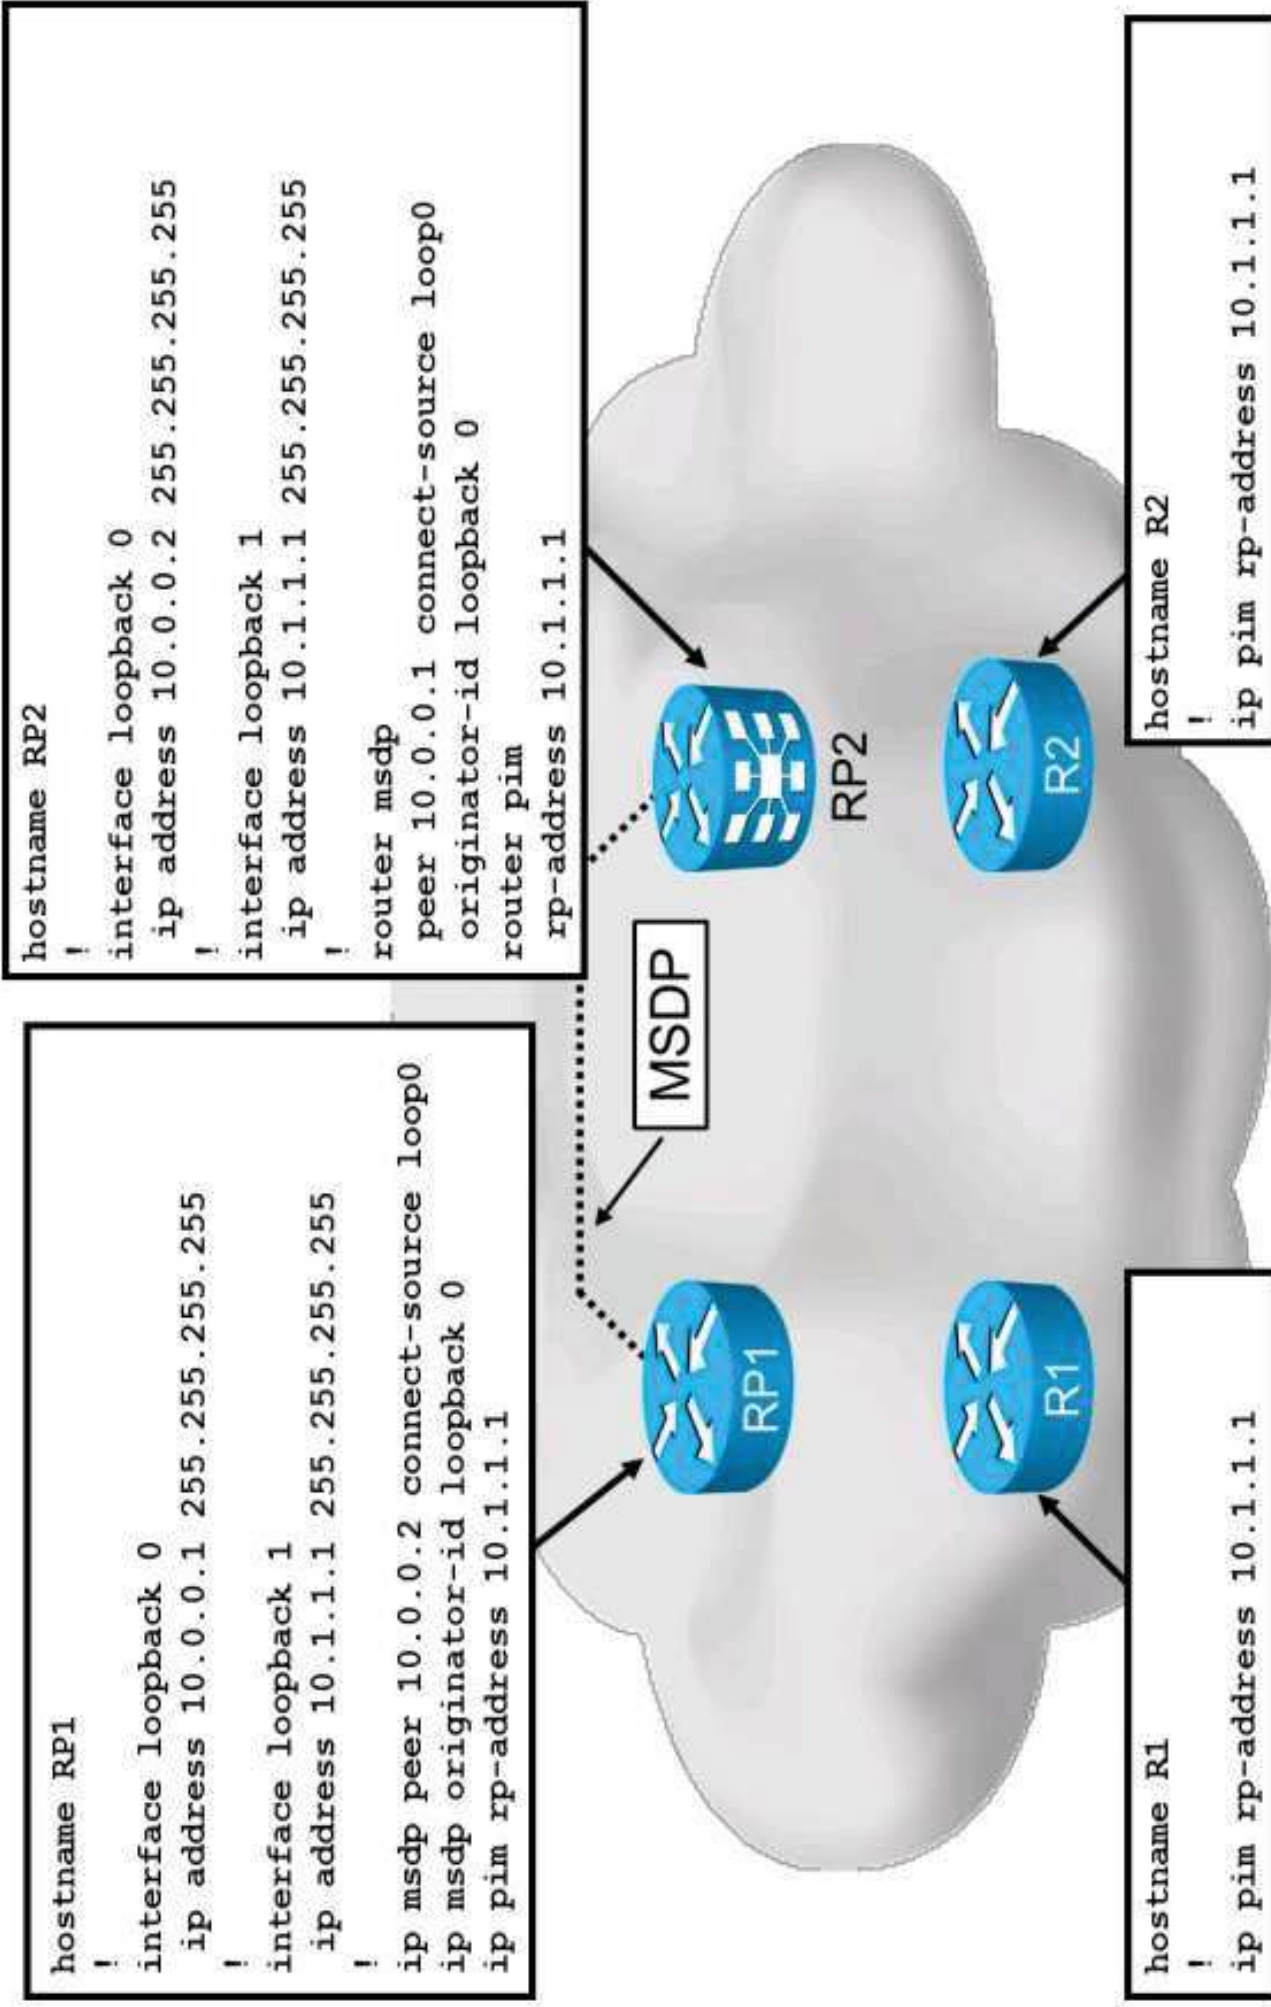 hostname RP1
!
interface loopback 0
ip address 10.0.0.1 255.255.255.255
!
interface loopback 1
ip address 10.1.1.1 255.255.255.255
!
ip msdp peer 10.0.0.2 connect-source loop0
ip msdp originator-id loopback 0
ip pim rp-address 10.1.1.1
hostname RP2
!
interface loopback 0
ip address 10.0.0.2 255.255.255.255
!
interface loopback 1
ip address 10.1.1.1 255.255.255.255
!
router msdp
peer 10.0.0.1 connect-source loop0
originator-id loopback 0
router pim
rp-address 10.1.1.1
MSDP
RP1
RP2
R1
R2
hostname R1
!
ip pim rp-address 10.1.1.1
hostname R2
!
ip pim rp-address 10.1.1.1